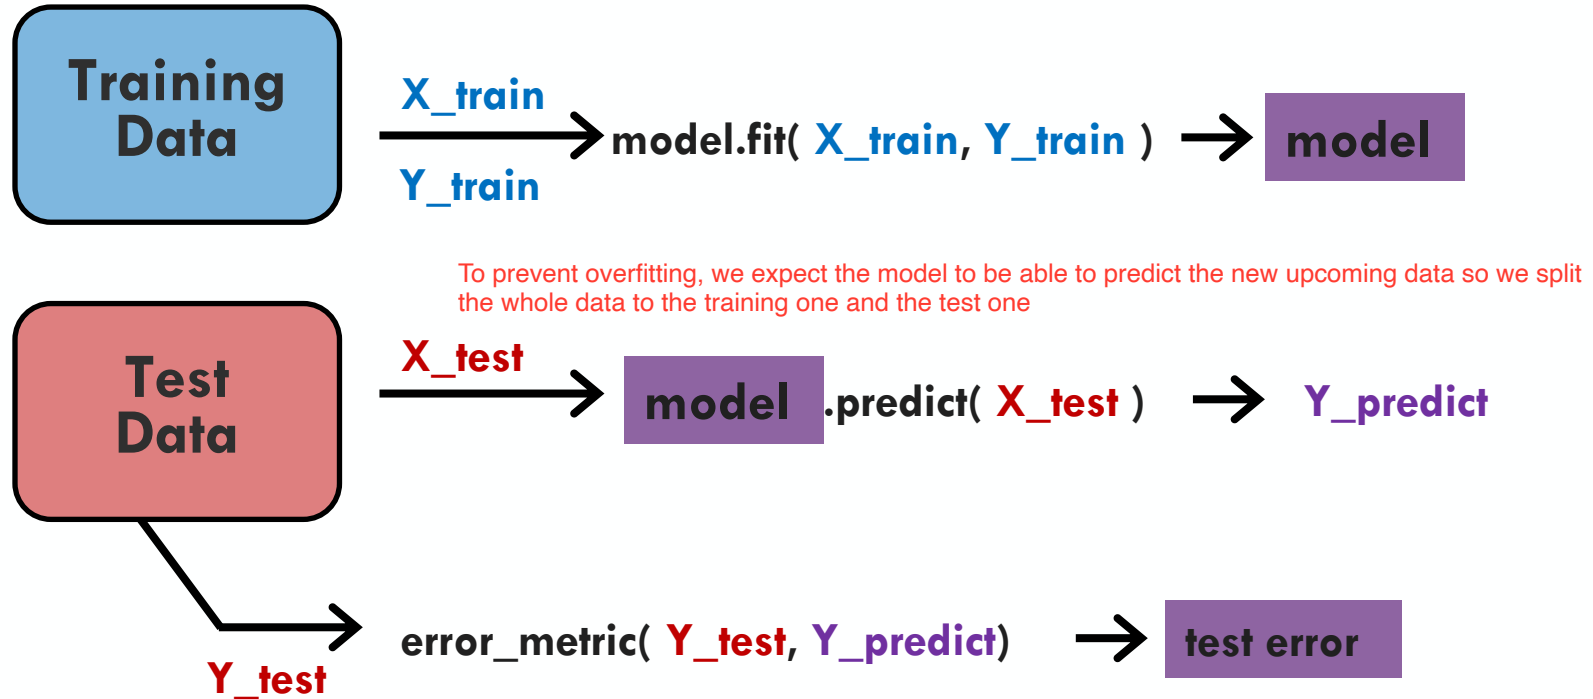 Training
Data
X_train
Y_train
model.fit( X_train, Y_train )
model
To prevent overfitting, we expect the model to be able to predict the new upcoming data so we split
the whole data to the training one and the test one
Test
Data
X_test
model .predict( X_test )
Y_predict
Y_test
error_metric( Y_test, Y_predict)
test error